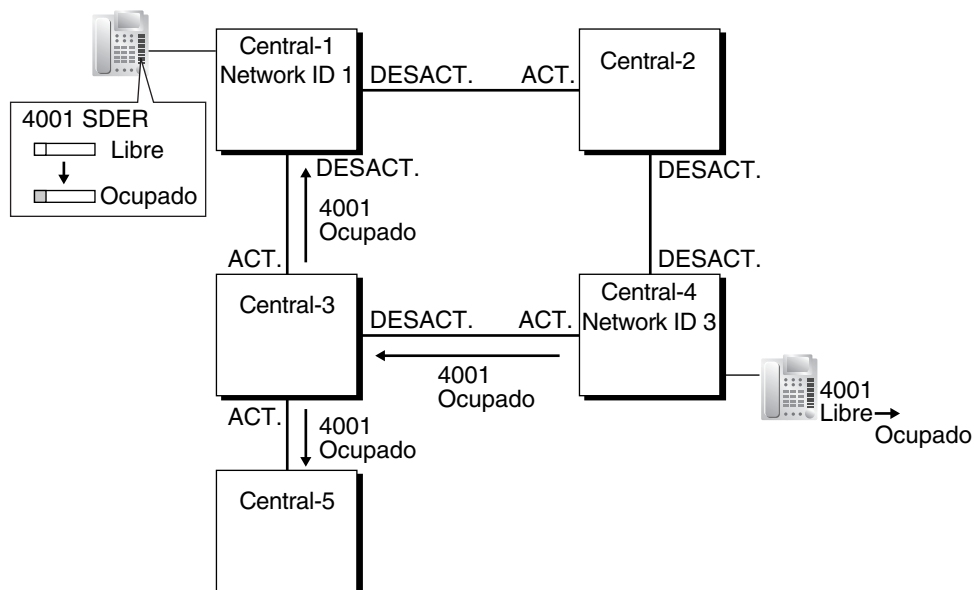 Central-1
Network ID 1
DESACT.
ACT.
Central-2
4001 SDER
Libre
Ocupado
DESACT.
4001
Ocupado
DESACT.
ACT.
DESACT.
Central-3
DESACT.
ACT.
Central-4
Network ID 3
4001
Ocupado
4001
Libre
Ocupado
ACT.
4001
Ocupado
Central-5